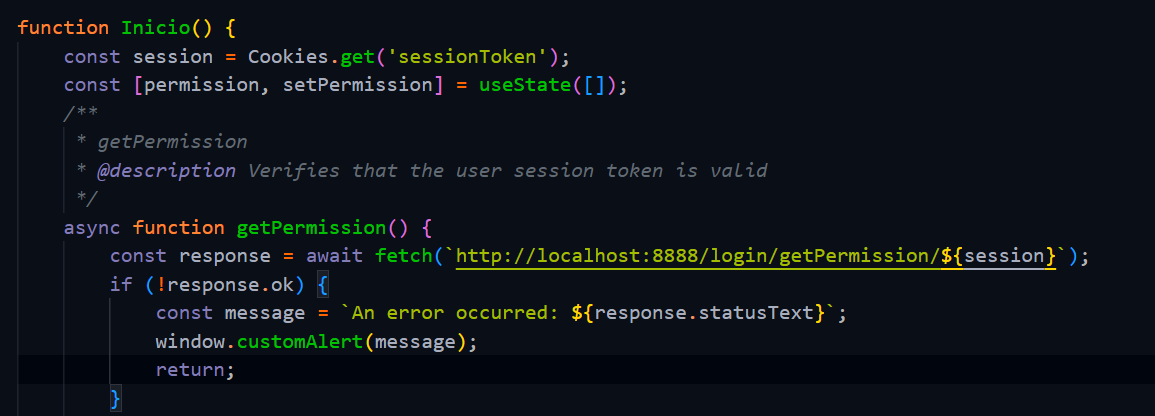 function Inicio() {
const session = Cookies.get('sessionToken');
const [permission, setPermission] = useState([]);
/**
* getPermission
* @description Verifies that the user session token is valid
*/
async function getPermission() {
const response = await fetch(`http://localhost:8888/login/getPermission/${session}`);
if (!response.ok) {
const message = `An error occurred: ${response.statusText}`;
window.customAlert(message);
return;
}